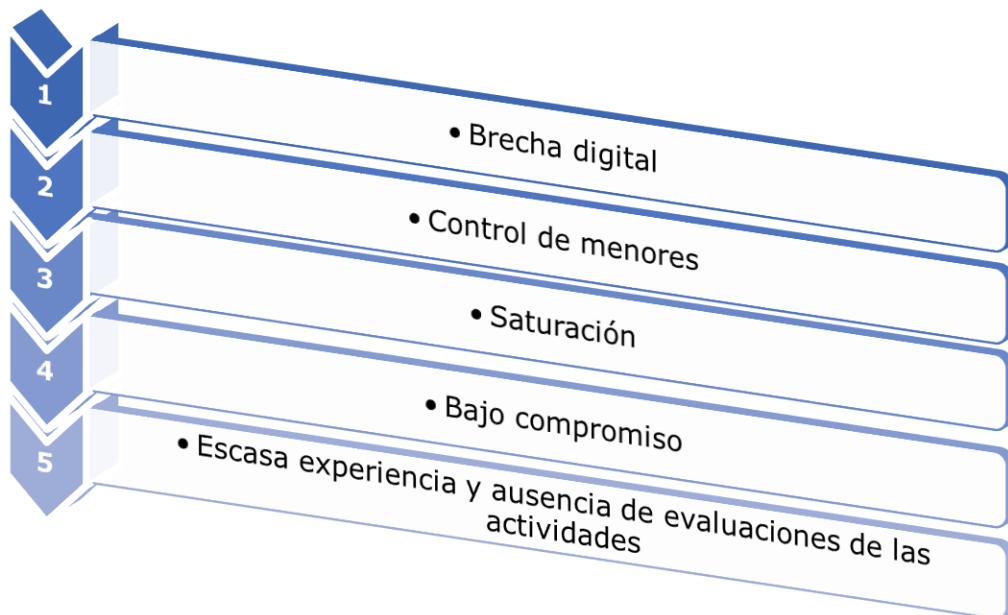 1
• Brecha digital
2
• Control de menores
3
• Saturación
4
• Bajo compromiso
5
• Escasa experiencia y ausencia de evaluaciones de las
actividades